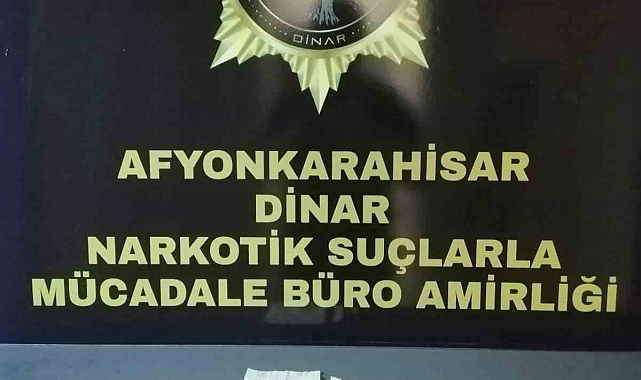 DİNAR
AFYONKARAHİSAR
DİNAR
NARKOTİK SUÇLARLA
MÜCADALE BÜRO AMİRLİĞİ